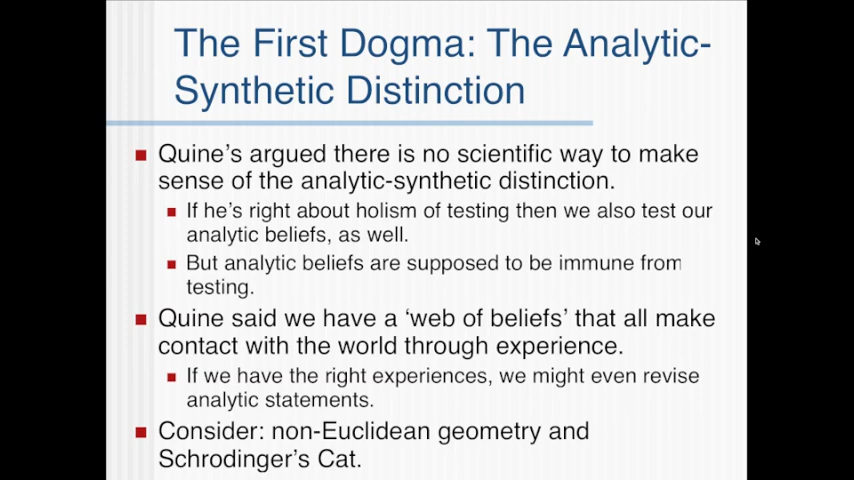 The First Dogma: The Analytic-
Synthetic Distinction
Quine's argued there is no scientific way to make
sense of the analytic-synthetic distinction.
If he's right about holism of testing then we also test our
analytic beliefs, as well.
But analytic beliefs are supposed to be immune from
testing.
Quine said we have a 'web of beliefs' that all make
contact with the world through experience.
If we have the right experiences, we might even revise
analytic statements.
Consider: non-Euclidean geometry and
Schrodinger's Cat.